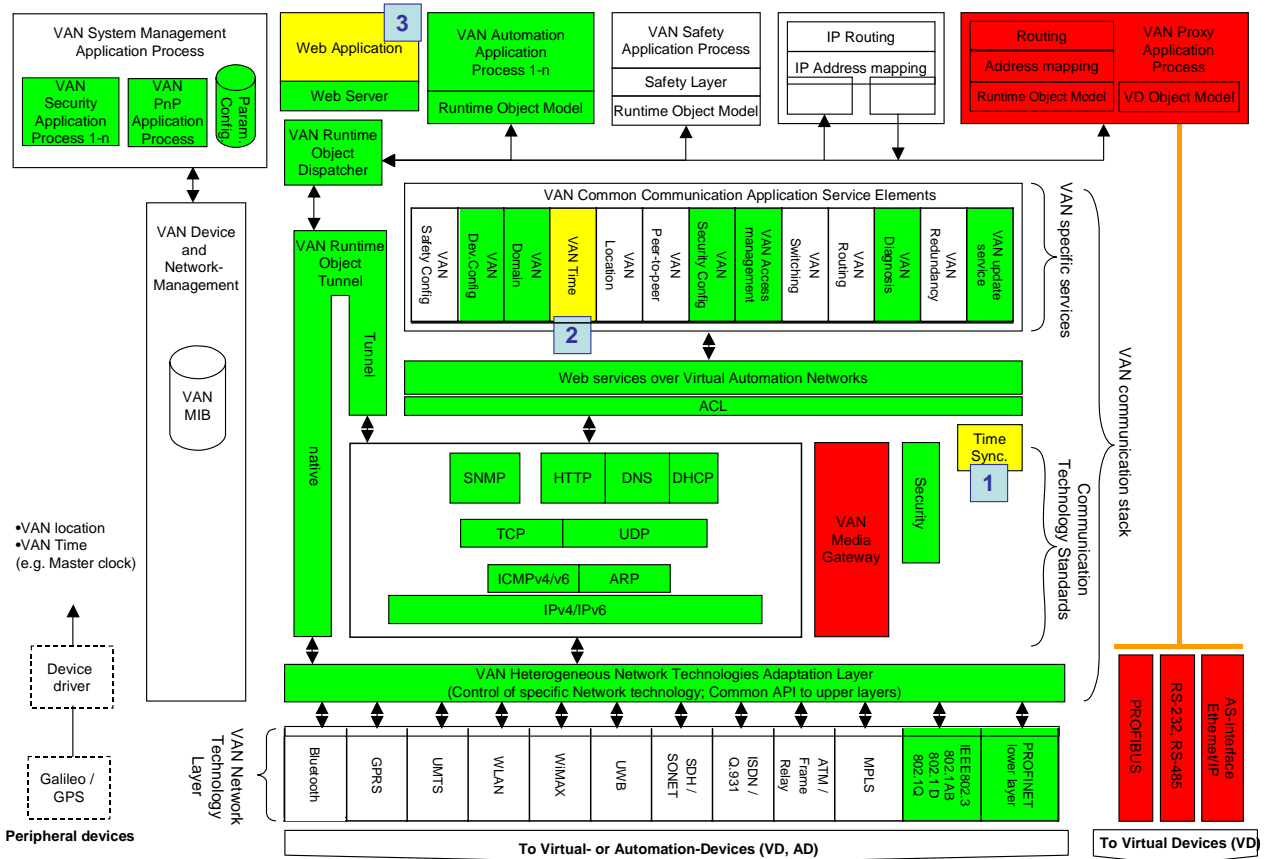 VAN System Management
Application Process
VAN
Security
Application
Process 1-n
VAN
PnP
Application
Process
Param.
Config.
Web Application
3
Web Server
VAN Automation
Application
Process 1-n
Runtime Object Model
VAN Safety
Application Process
Safety Layer
Runtime Object Model
IP Routing
IP Address mapping
Routing
Address mapping
Runtime Object Model
VAN Proxy
Application
Process
VD Object Model
VAN Runtime
Object
Dispatcher
VAN Device
and
Network-
Management
VAN
MIB
VAN Runtime
Object
Tunnel
Tunnel
native
VAN Common Communication Application Service Elements
VAN
Safety Config
VAN
Dev.Config
VAN
Domain
VAN Time
VAN
Location
VAN
Peer-to-peer
VAN
Security Config
VAN Access
management
VAN
Switching
VAN
Routing
VAN
Diagnosis
VAN
Redundancy
VAN update
service
2
VAN specific services
Web services over Virtual Automation Networks
ACL
SNMP
HTTP
DNS
DHCP
TCP
UDP
ICMPv4/v6
ARP
IPv4/IPv6
VAN
Media
Gateway
Security
Time
Sync.
1
Communication
Technology Standards
VAN communication stack
•VAN location
•VAN Time
(e.g. Master clock)
Device
driver
Galileo /
GPS
Peripheral devices
VAN Heterogeneous Network Technologies Adaptation Layer
(Control of specific Network technology; Common API to upper layers)
VAN Network
Technology
Layer
Bluetooth
GPRS
UMTS
WLAN
WiMAX
UWB
SDH /
SONET
ISDN /
Q.931
ATM /
Frame
Relay
MPLS
IEEE802.3
802.1AB
802.1 D
802.1Q
PROFINET
lower layer
PROFIBUS
RS-232, RS-485
AS-Interface
Ethernet/IP
To Virtual- or Automation-Devices (VD, AD)
To Virtual Devices (VD)